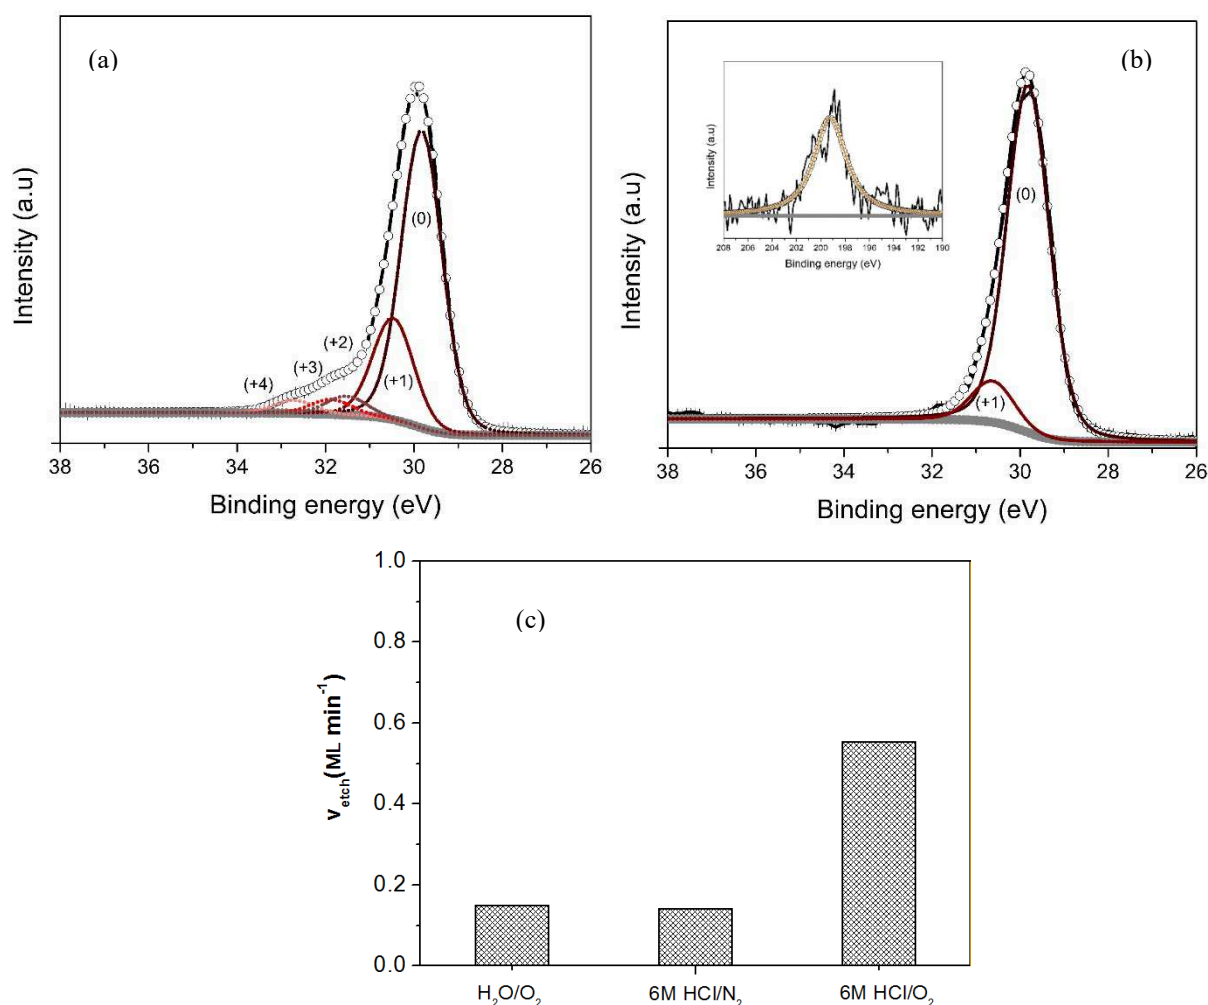 (a)
(0)
(+2)
(+3)
(+4)
(+1)
Intensity (a.u)
38 36 34 32 30 28 26
Binding energy (eV)
(b)
(0)
(+1)
Intensity (a.u)
38 36 34 32 30 28 26
Binding energy (eV)
Intensity (a.u)
208 206 204 202 200 198 196 194 192 190
Binding energy (eV)
(c)
1.0
0.8
0.6
0.4
0.2
0.0
v_etch (ML min⁻¹)
H₂O/O₂ 6M HCl/N₂ 6M HCl/O₂